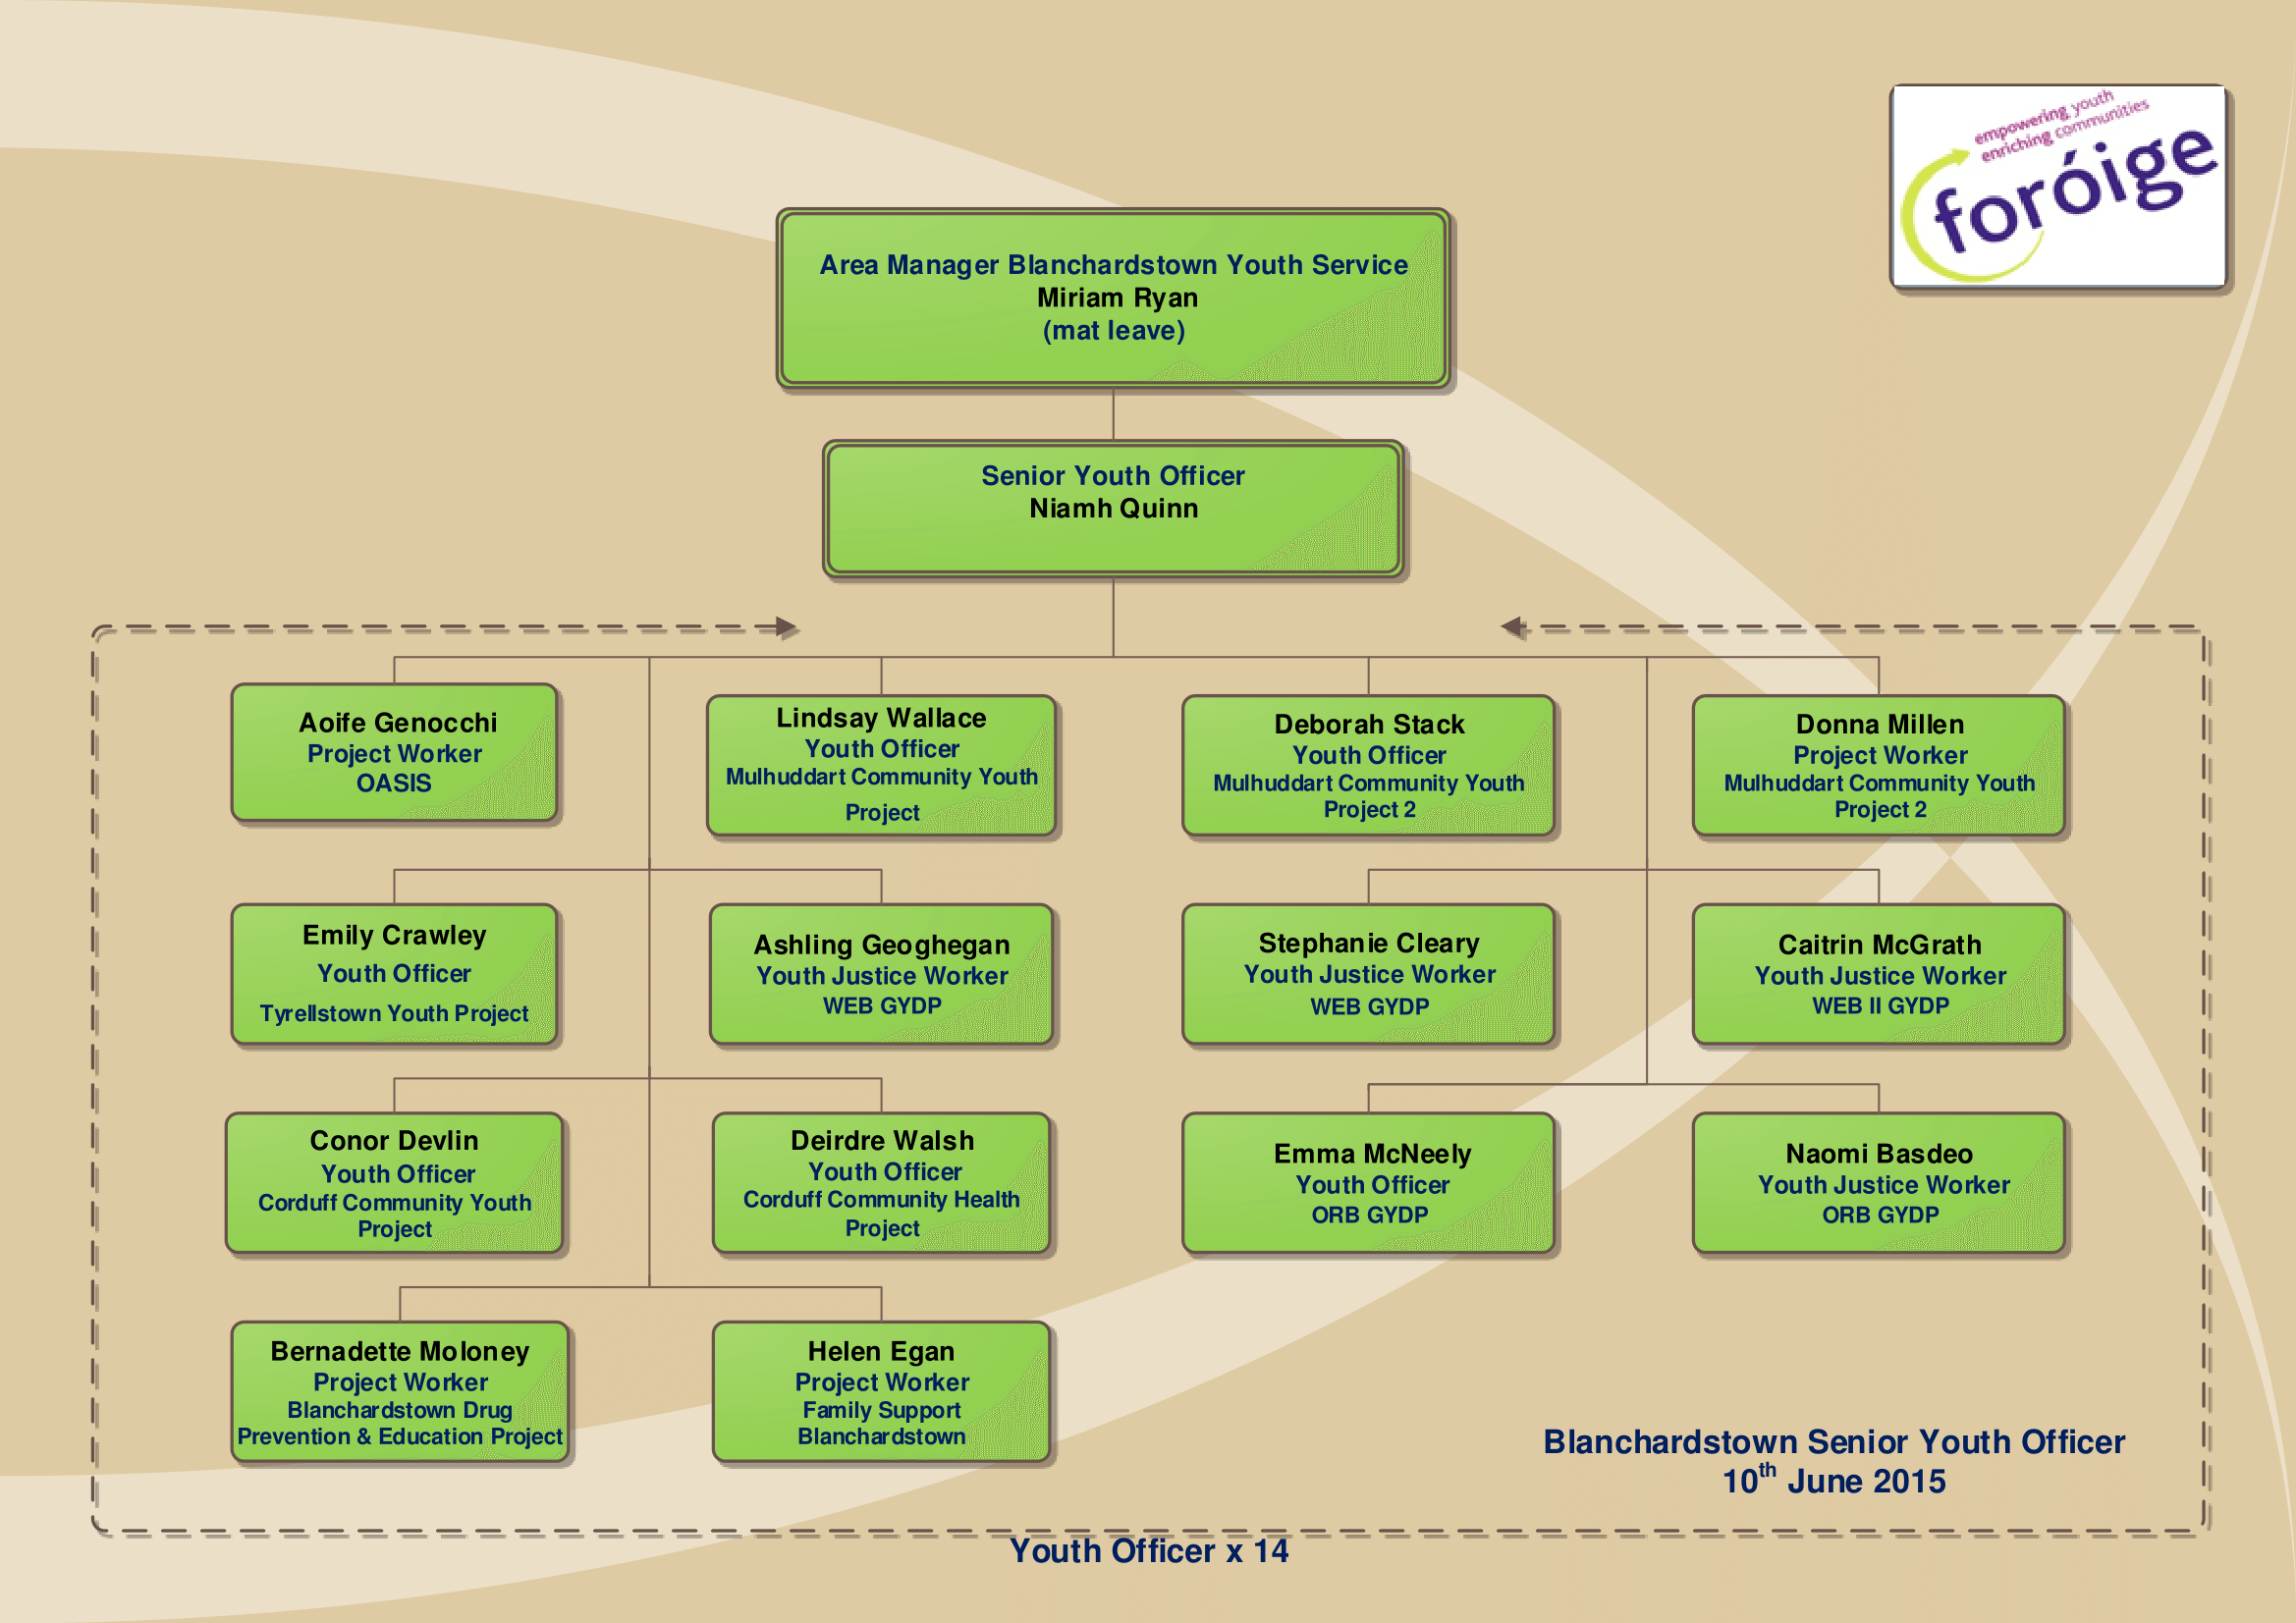 empowering youth
enriching communities
foróige
Area Manager Blanchardstown Youth Service
Miriam Ryan
(mat leave)
Senior Youth Officer
Niamh Quinn
Aoife Genocchi
Project Worker
OASIS
Lindsay Wallace
Youth Officer
Mulhuddart Community Youth
Project
Deborah Stack
Youth Officer
Mulhuddart Community Youth
Project 2
Donna Millen
Project Worker
Mulhuddart Community Youth
Project 2
Emily Crawley
Youth Officer
Tyrellstown Youth Project
Ashling Geoghegan
Youth Justice Worker
WEB GYDP
Stephanie Cleary
Youth Justice Worker
WEB GYDP
Caitrin McGrath
Youth Justice Worker
WEB II GYDP
Conor Devlin
Youth Officer
Corduff Community Youth
Project
Deirdre Walsh
Youth Officer
Corduff Community Health
Project
Emma McNeely
Youth Officer
ORB GYDP
Naomi Basdeo
Youth Justice Worker
ORB GYDP
Bernadette Moloney
Project Worker
Blanchardstown Drug
Prevention & Education Project
Helen Egan
Project Worker
Family Support
Blanchardstown
Blanchardstown Senior Youth Officer
10th June 2015
Youth Officer x 14